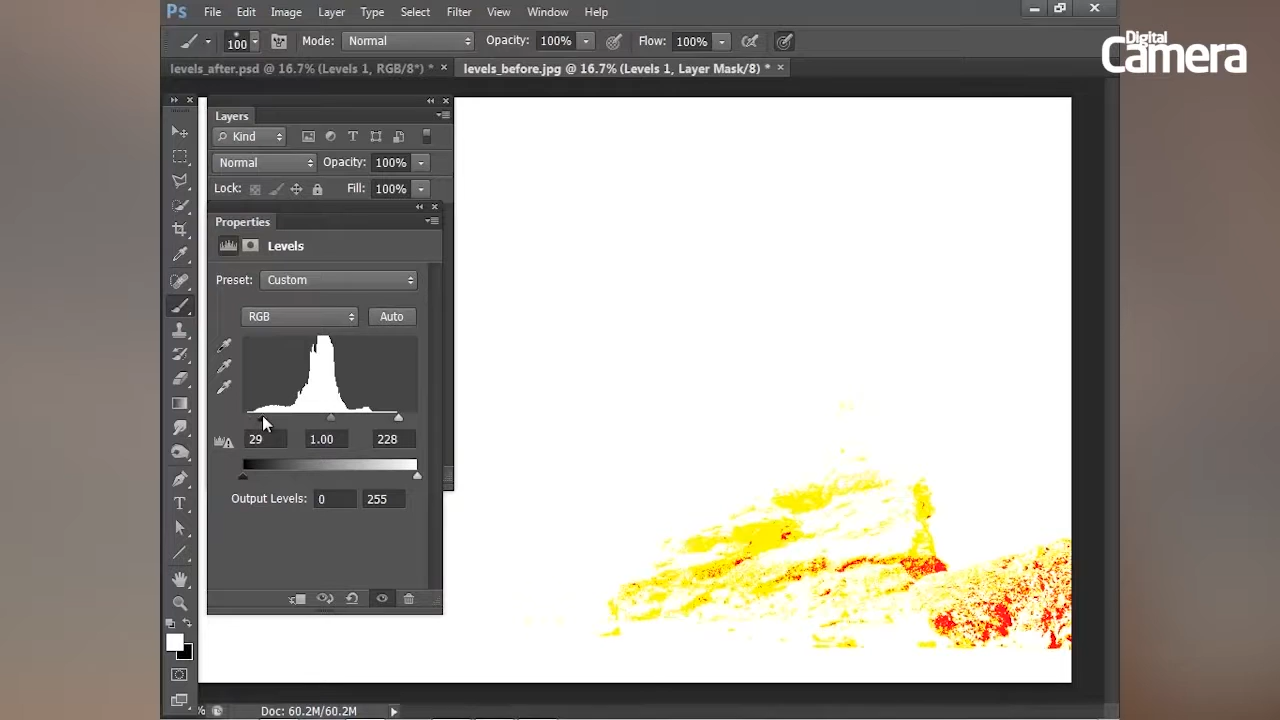 Ps File Edit Image Layer Type Select Filter View Window Help
100 Mode: Normal Opacity: 100% Flow: 100%
Digital
Camera
levels_after.psd @ 16.7% (Levels 1, RGB/8*) * × levels_before.jpg @ 16.7% (Levels 1, Layer Mask/8) * ×
Layers
Kind T
Normal Opacity: 100%
Lock: Fill: 100%
Properties
Levels
Preset: Custom
RGB Auto
29 1.00 228
Output Levels: 0 255
T
% Doc: 60.2M/60.2M